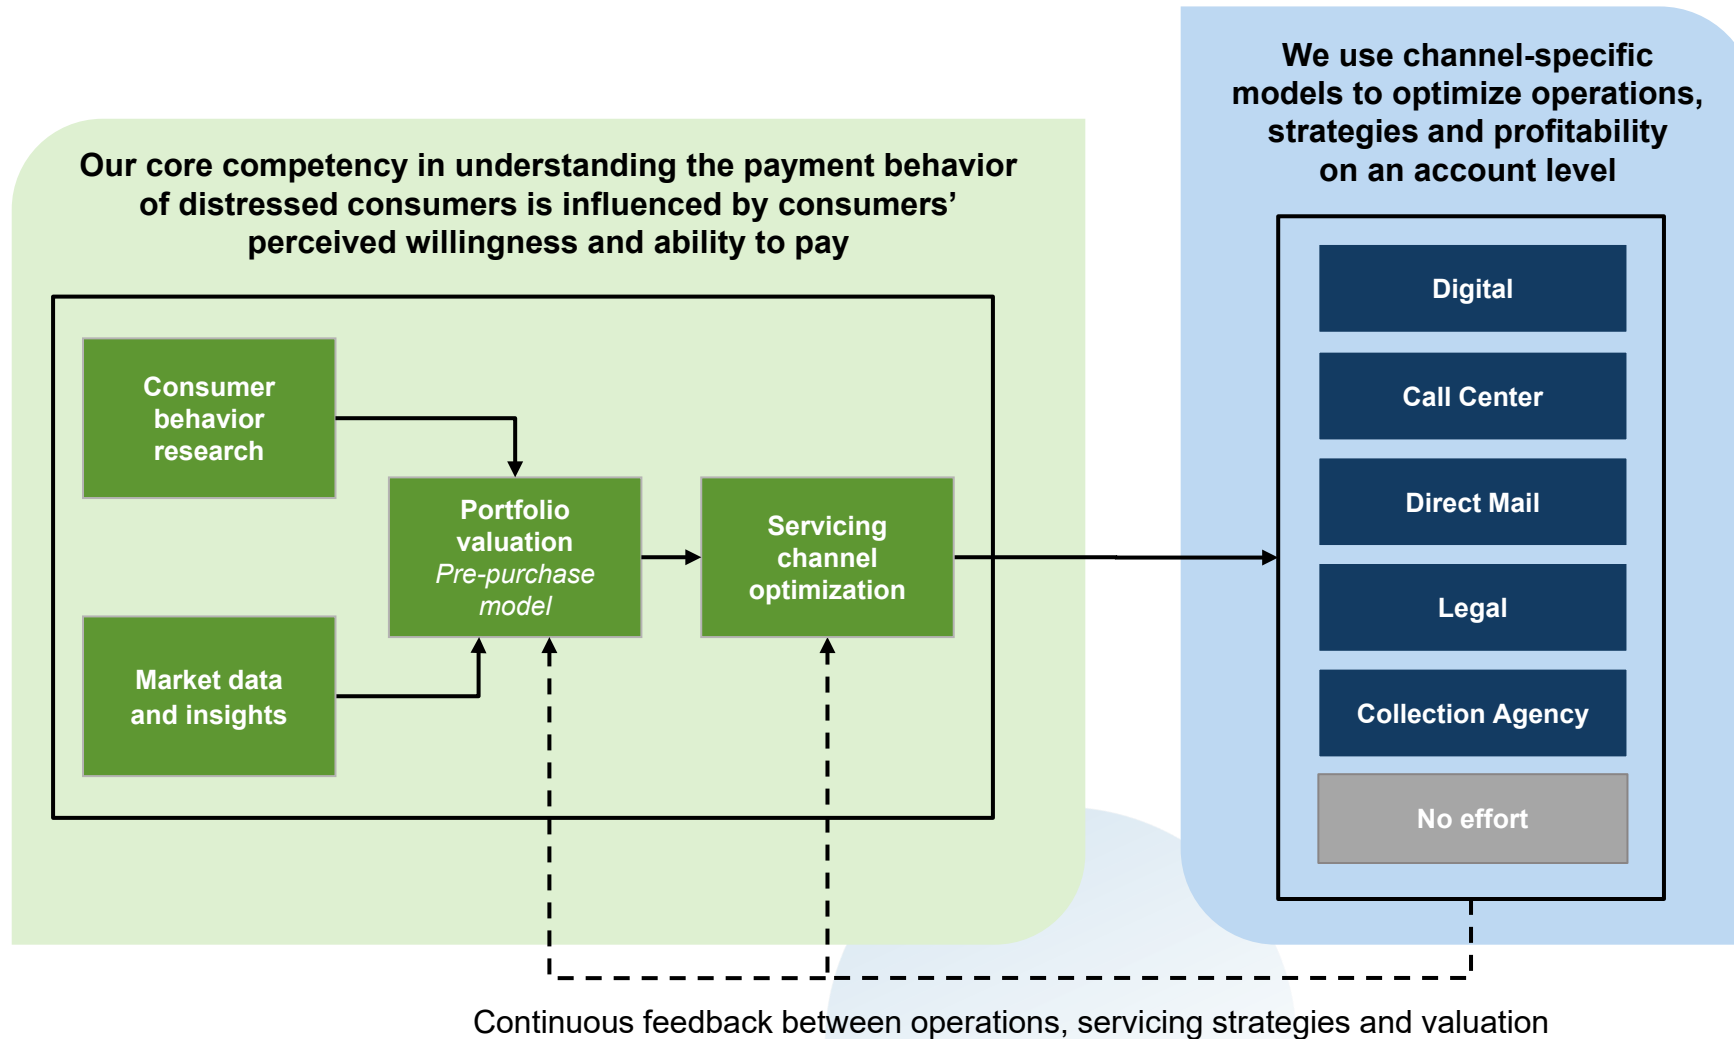 Our core competency in understanding the payment behavior
of distressed consumers is influenced by consumers’
perceived willingness and ability to pay
Consumer
behavior
research
Market data
and insights
Portfolio
valuation
Pre-purchase
model
Servicing
channel
optimization
We use channel-specific
models to optimize operations,
strategies and profitability
on an account level
Digital
Call Center
Direct Mail
Legal
Collection Agency
No effort
Continuous feedback between operations, servicing strategies and valuation